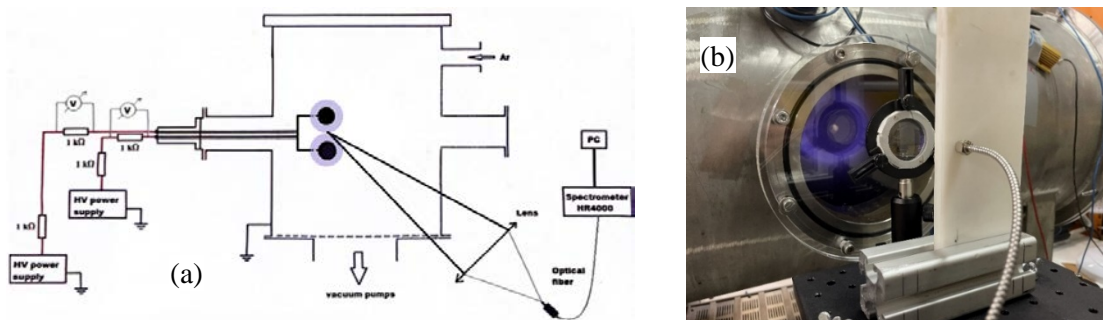 Ar
V
V
1 kΩ
1 kΩ
1 kΩ
HV power
supply
1 kΩ
HV power
supply
PC
Spectrometer
HR4000
Lens
Optical
fiber
vacuum pumps
(a)
(b)